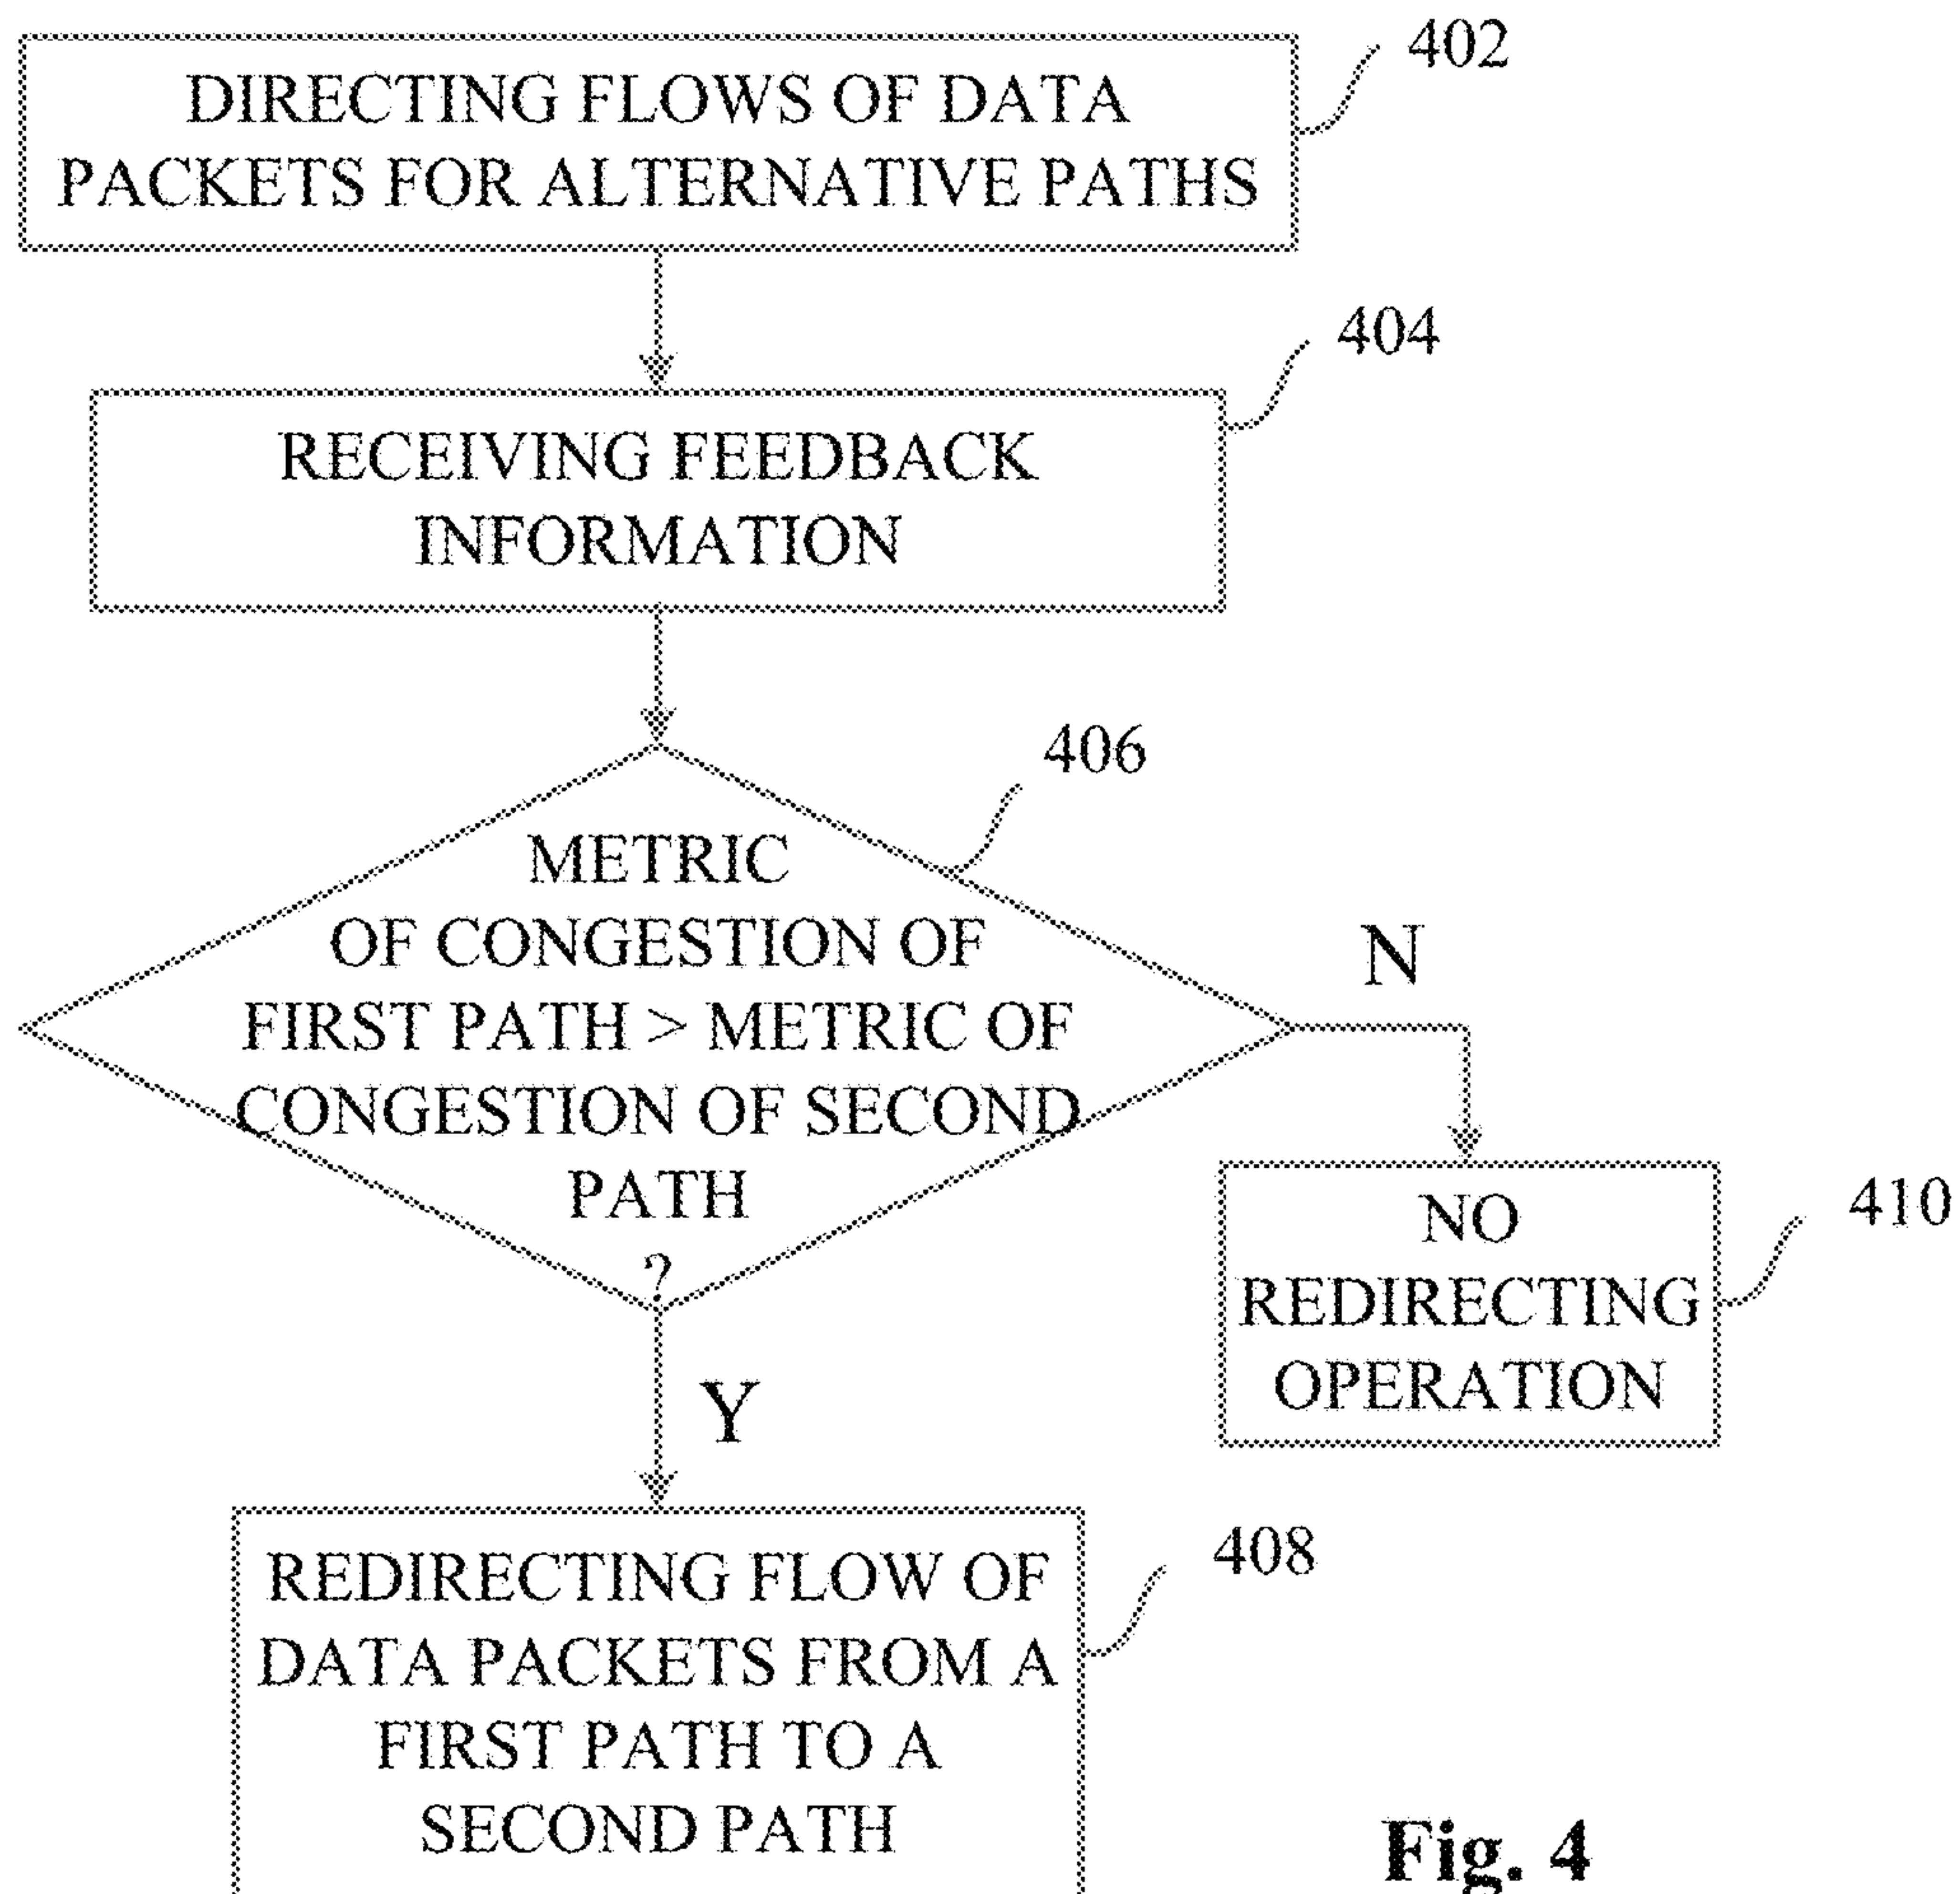 402
DIRECTING FLOWS OF DATA
PACKETS FOR ALTERNATIVE PATHS
404
RECEIVING FEEDBACK
INFORMATION
406
METRIC
OF CONGESTION OF
FIRST PATH > METRIC OF
CONGESTION OF SECOND
PATH
?
N
410
NO
REDIRECTING
OPERATION
Y
408
REDIRECTING FLOW OF
DATA PACKETS FROM A
FIRST PATH TO A
SECOND PATH
Fig. 4